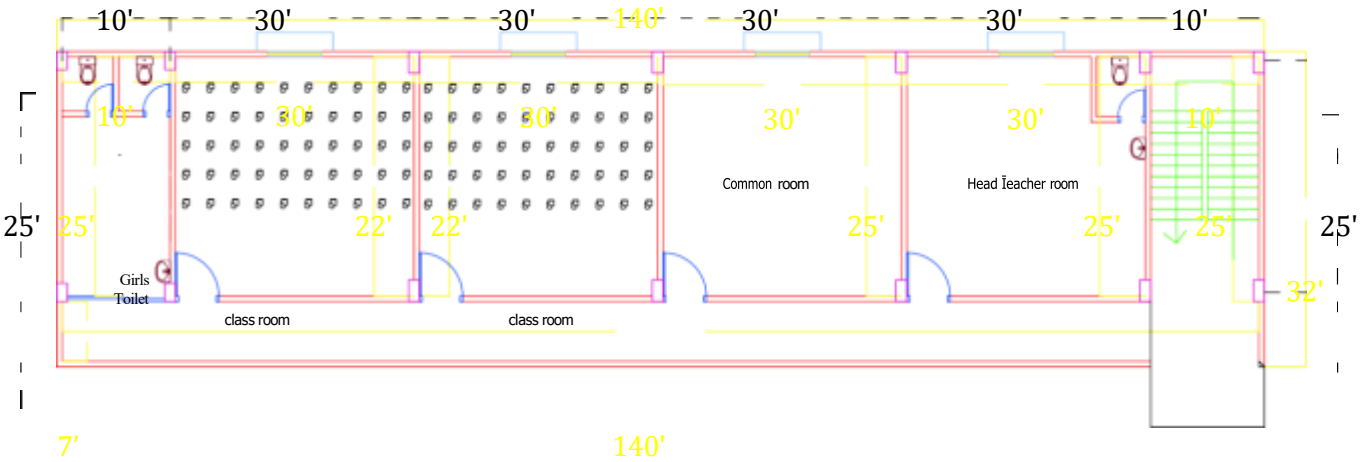 10' 30' 30' 140' 30' 30' 10'
10' 30' 30' 30' 30' 10'
Common room Head Īeacher room
25' 25' 22' 22' 25' 25' 25' 25'
Girls
Toilet
32'
class room class room
7' 140'